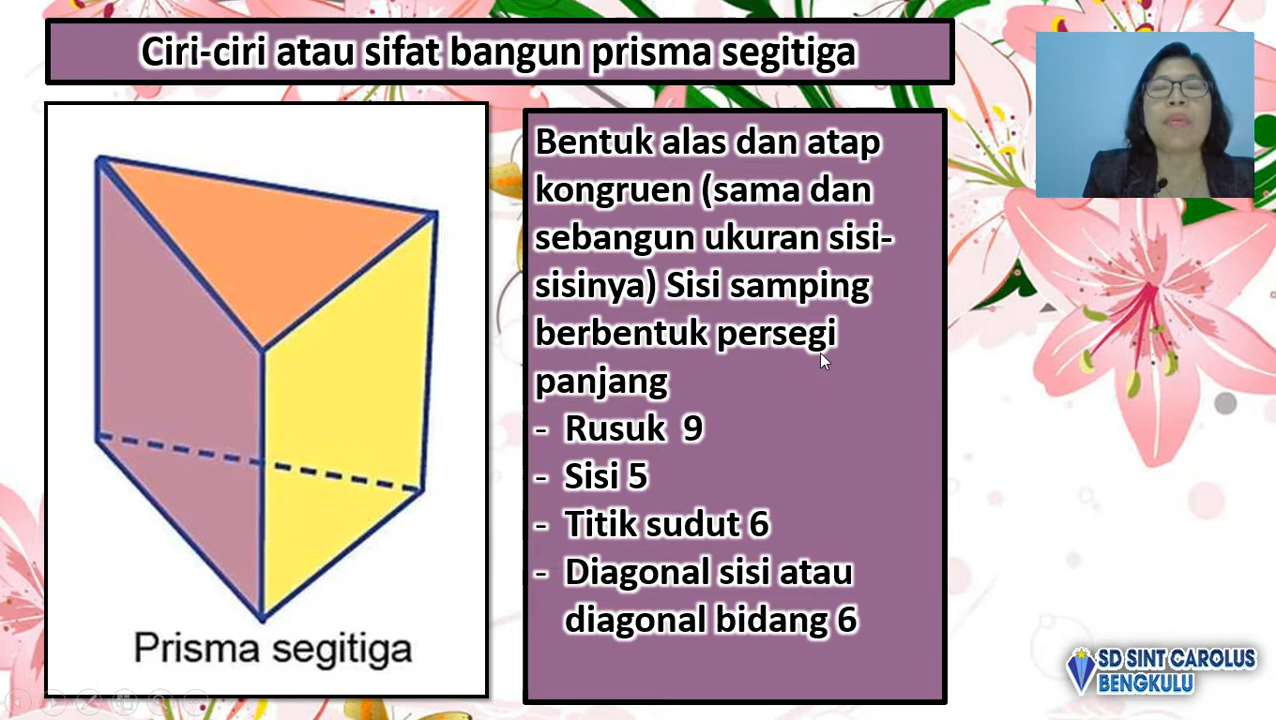 Ciri-ciri atau sifat bangun prisma segitiga
Bentuk alas dan atap
kongruen (sama dan
sebangun ukuran sisi-
sisinya) Sisi samping
berbentuk persegi
panjang
- Rusuk 9
- Sisi 5
- Titik sudut 6
- Diagonal sisi atau
diagonal bidang 6
Prisma segitiga
SD SINT CAROLUS
BENGKULU